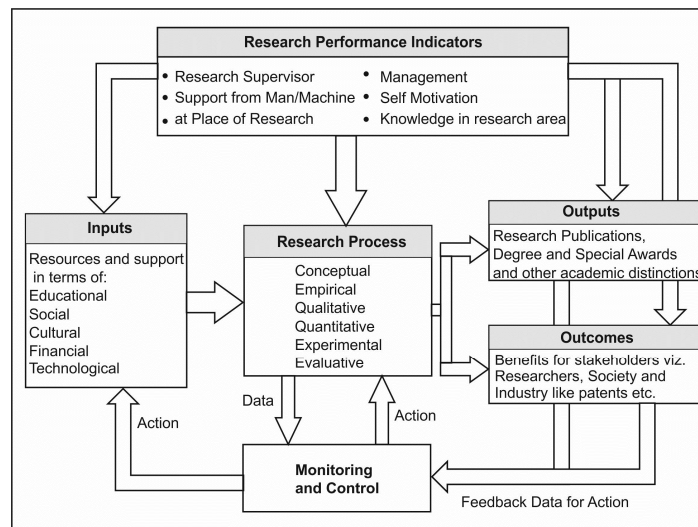 Research Performance Indicators
• Research Supervisor
• Support from Man/Machine
• at Place of Research
• Management
• Self Motivation
• Knowledge in research area
Inputs
Resources and support
in terms of:
Educational
Social
Cultural
Financial
Technological
Research Process
Conceptual
Empirical
Qualitative
Quantitative
Experimental
Evaluative
Outputs
Research Publications,
Degree and Special Awards
and other academic distinctions
Outcomes
Benefits for stakeholders viz.
Researchers, Society and
Industry like patents etc.
Action
Data
Action
Monitoring
and Control
Feedback Data for Action